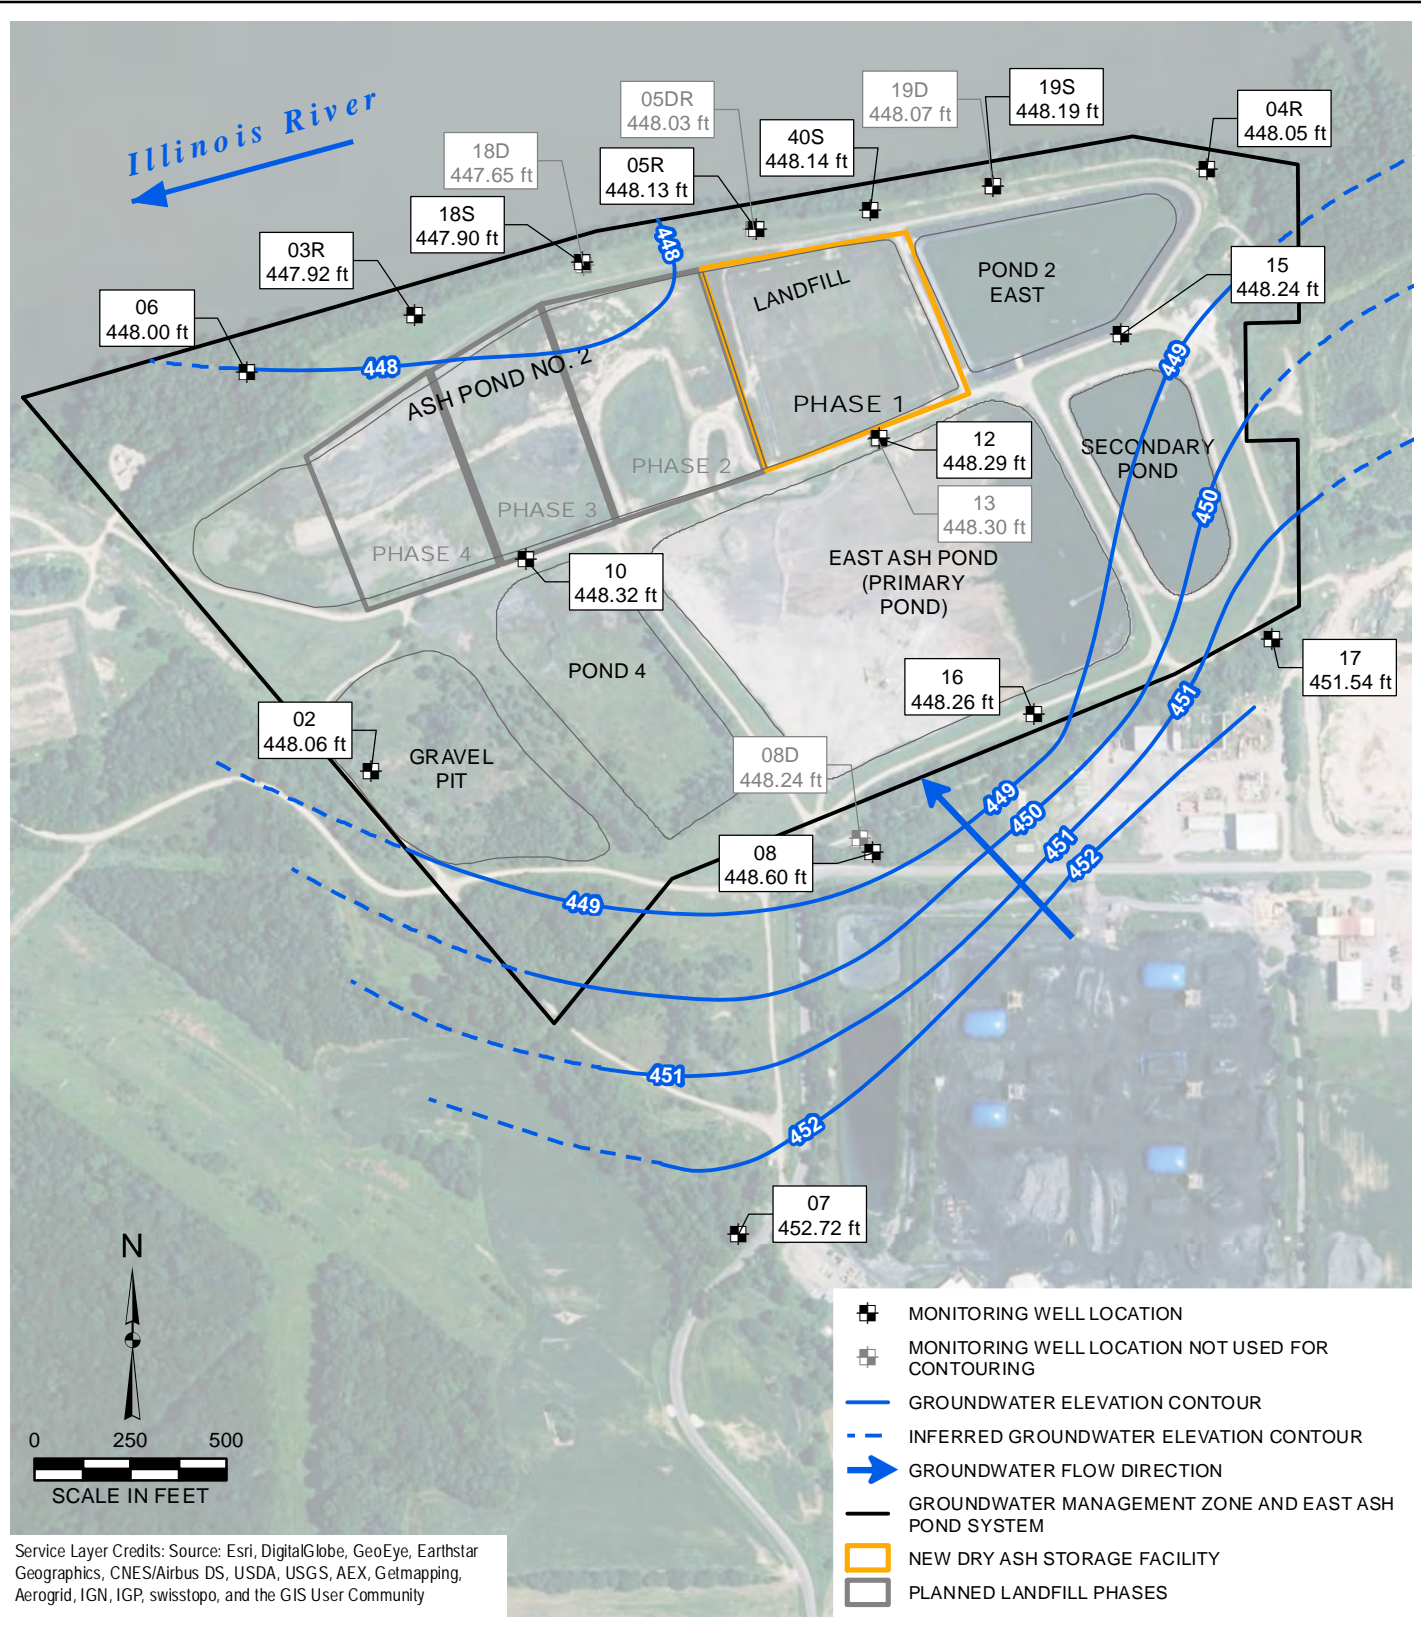 Illinois River
05DR
448.03 ft
19D
448.07 ft
19S
448.19 ft
04R
448.05 ft
18D
447.65 ft
40S
448.14 ft
05R
448.13 ft
18S
447.90 ft
03R
447.92 ft
06
448.00 ft
448
448
LANDFILL
POND 2
EAST
15
448.24 ft
449
ASH POND NO. 2
PHASE 1
PHASE 2
PHASE 3
PHASE 4
12
448.29 ft
13
448.30 ft
SECONDARY
POND
450
EAST ASH POND
(PRIMARY
POND)
10
448.32 ft
POND 4
16
448.26 ft
17
451.54 ft
451
02
448.06 ft
GRAVEL
PIT
08D
448.24 ft
449
450
451
452
08
448.60 ft
449
451
452
07
452.72 ft
N
0 250 500
SCALE IN FEET
MONITORING WELL LOCATION
MONITORING WELL LOCATION NOT USED FOR
CONTOURING
GROUNDWATER ELEVATION CONTOUR
INFERRED GROUNDWATER ELEVATION CONTOUR
GROUNDWATER FLOW DIRECTION
GROUNDWATER MANAGEMENT ZONE AND EAST ASH
POND SYSTEM
NEW DRY ASH STORAGE FACILITY
PLANNED LANDFILL PHASES
Service Layer Credits: Source: Esri, DigitalGlobe, GeoEye, Earthstar
Geographics, CNES/Airbus DS, USDA, USGS, AEX, Getmapping,
Aerogrid, IGN, IGP, swisstopo, and the GIS User Community